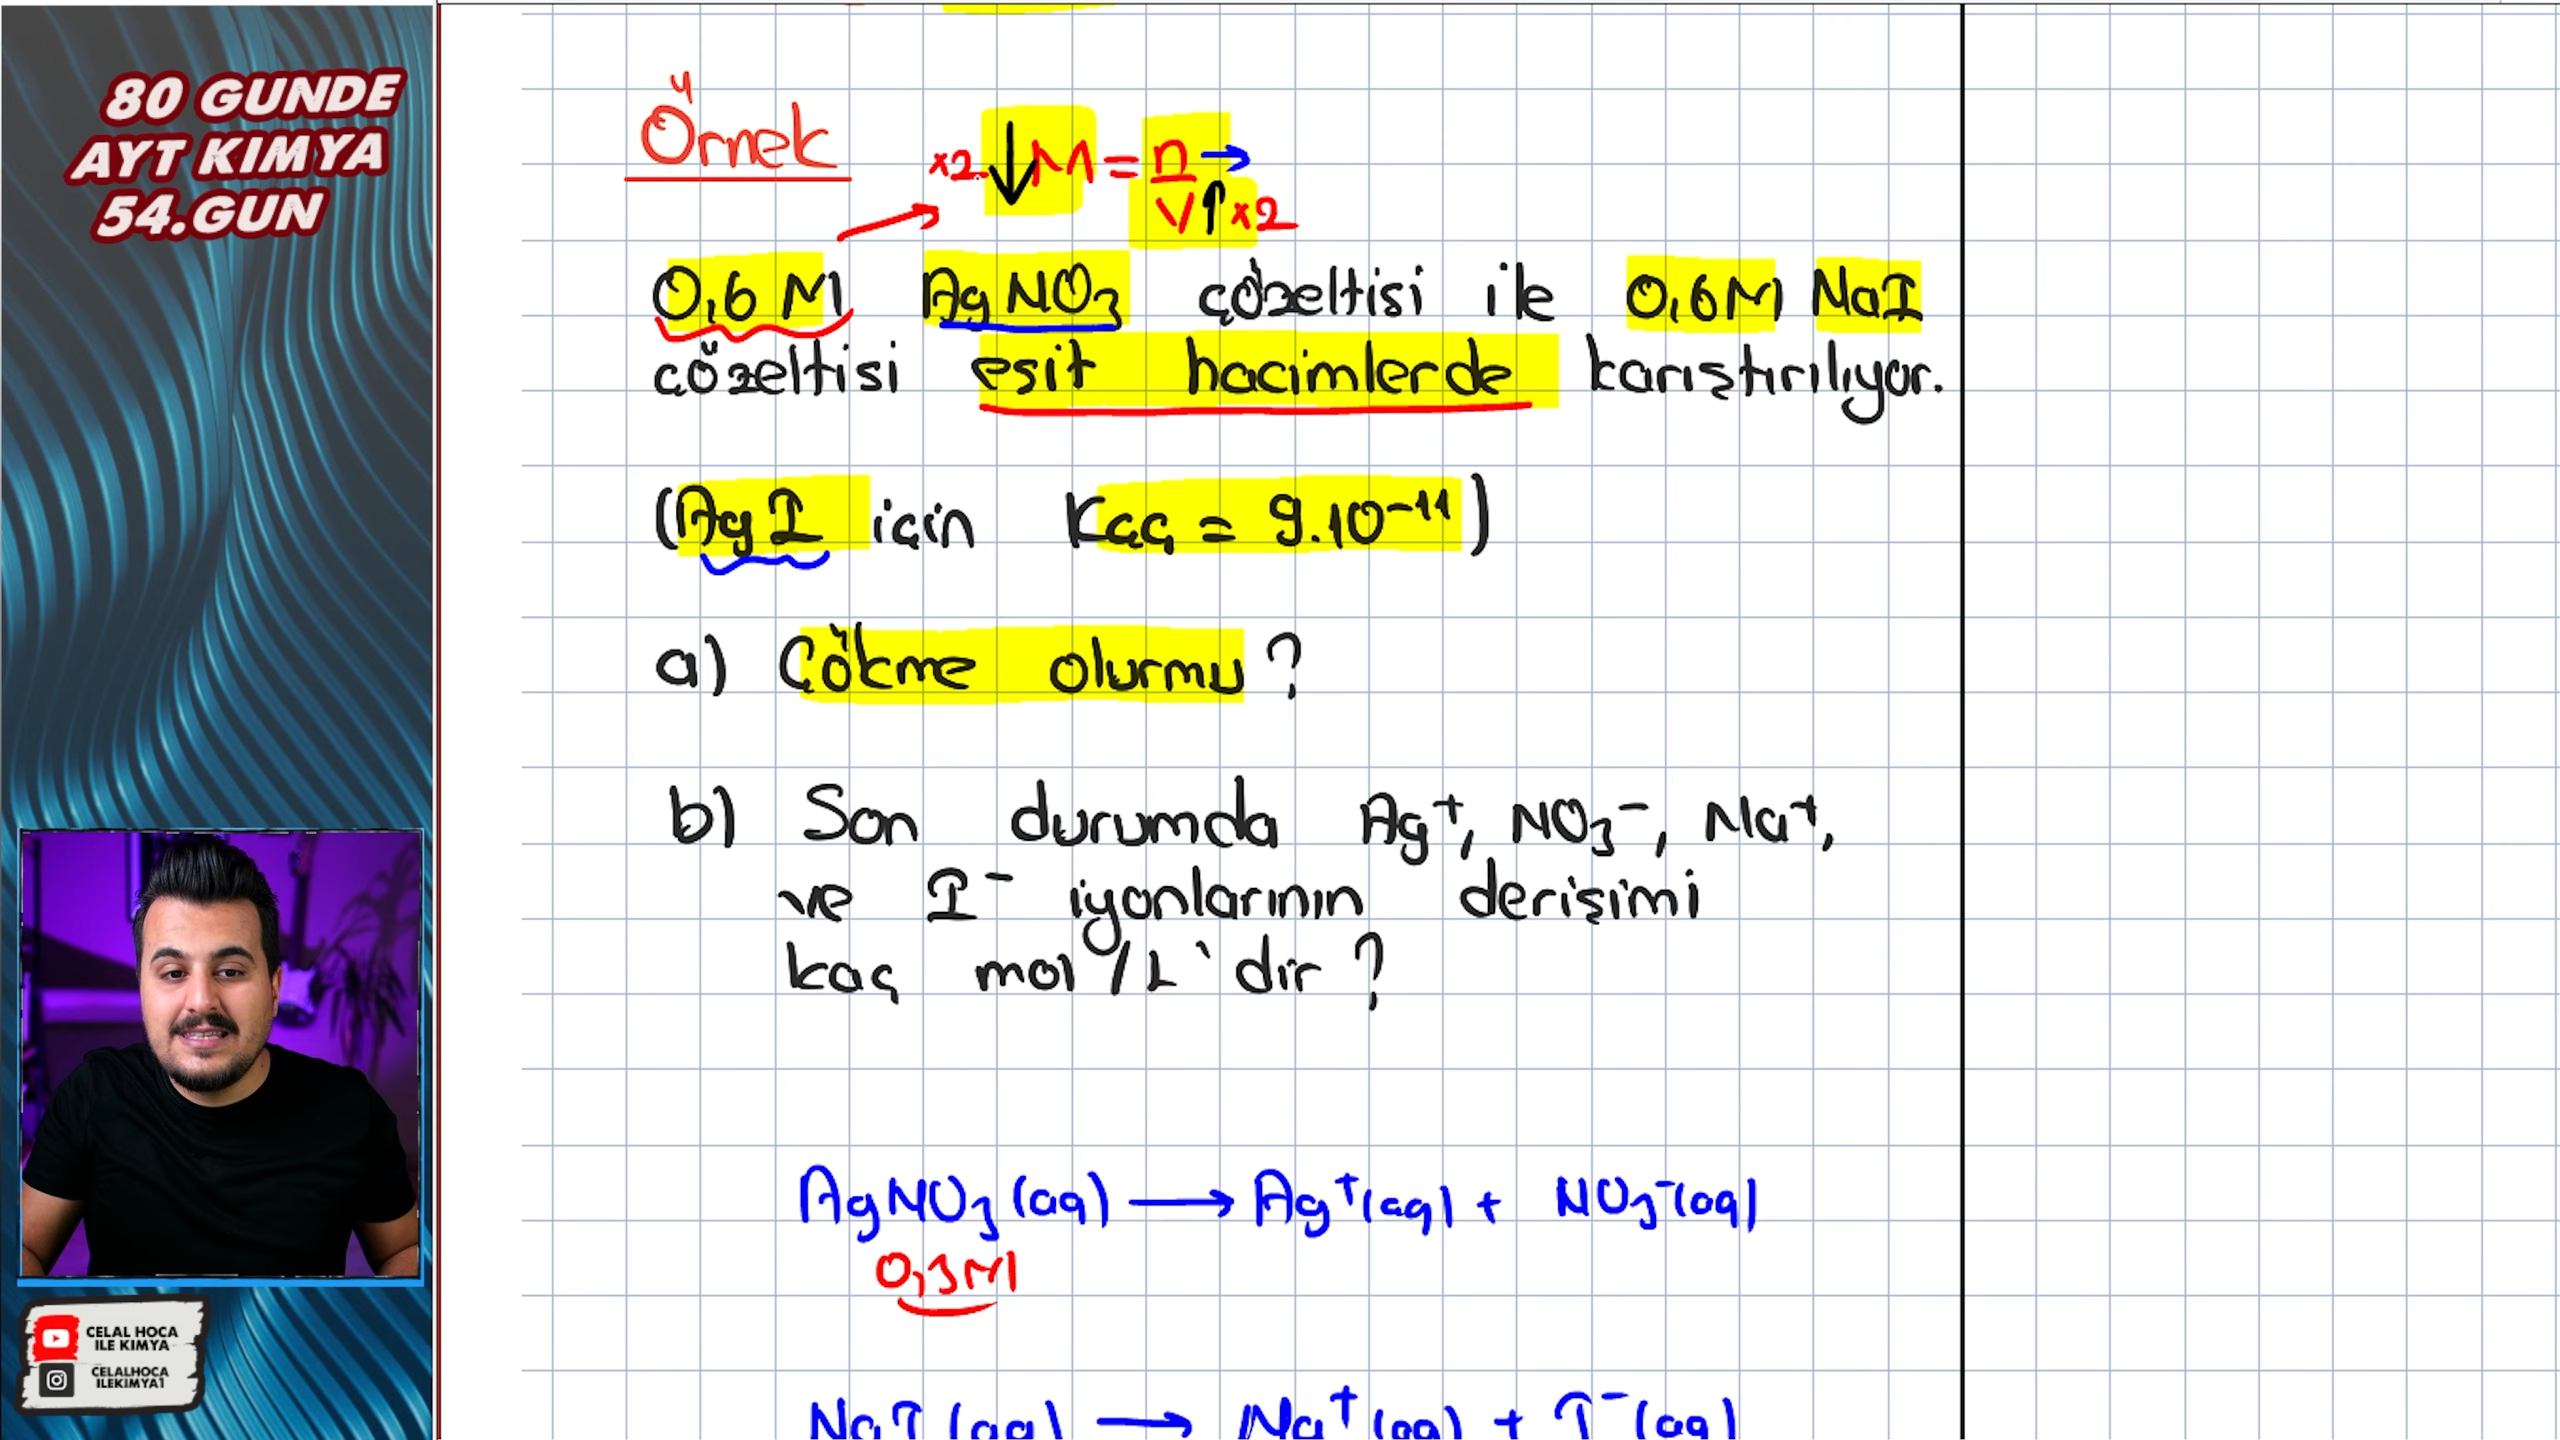 80 GUNDE
AYT KIMYA
54.GUN
Örnek
x2 ↓ M = n → / V ↑ x2
0,6 M AgNO₃ çözeltisi ile 0,6M NaI
çözeltisi eşit hacimlerde karıştırılıyor.
(AgI için Kçç = 9.10⁻¹¹)
a) Çökme olurmu?
b) Son durumda Ag⁺, NO₃⁻, Na⁺,
ve I⁻ iyonlarının derişimi
kaç mol/L'dir?
AgNO₃(aq) → Ag⁺(aq) + NO₃⁻(aq)
0,3M
NaI(aq) → Na⁺(aq) + I⁻(aq)
CELAL HOCA
ILE KIMYA
CELALHOCA
ILEKIMYA1